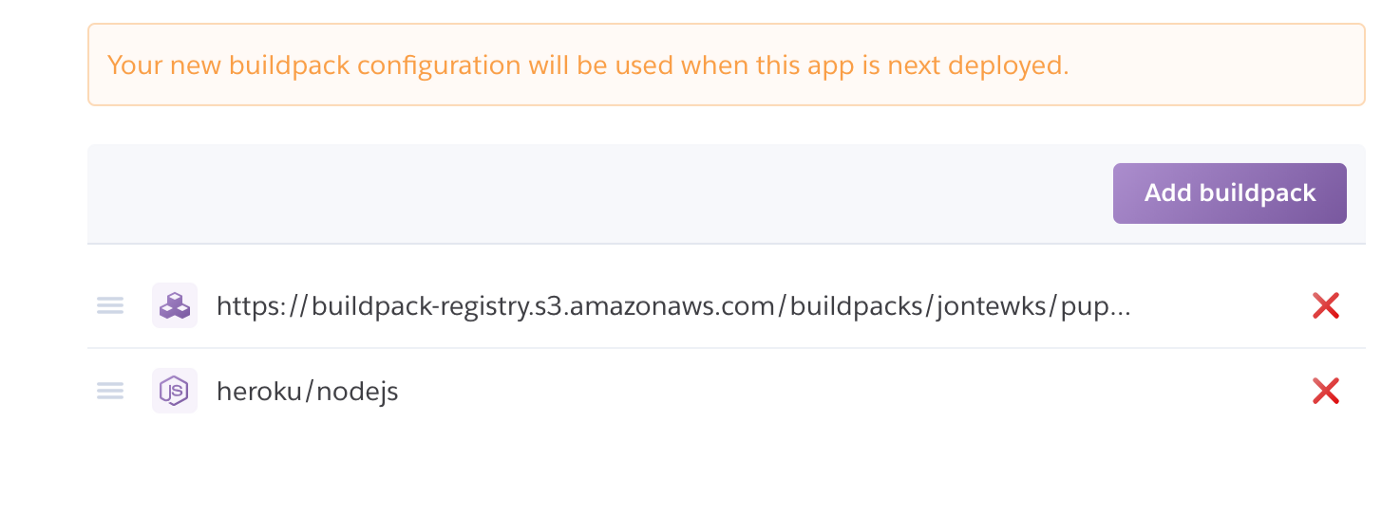 Your new buildpack configuration will be used when this app is next deployed.
Add buildpack
https://buildpack-registry.s3.amazonaws.com/buildpacks/jontewks/pup...
JS
heroku/nodejs